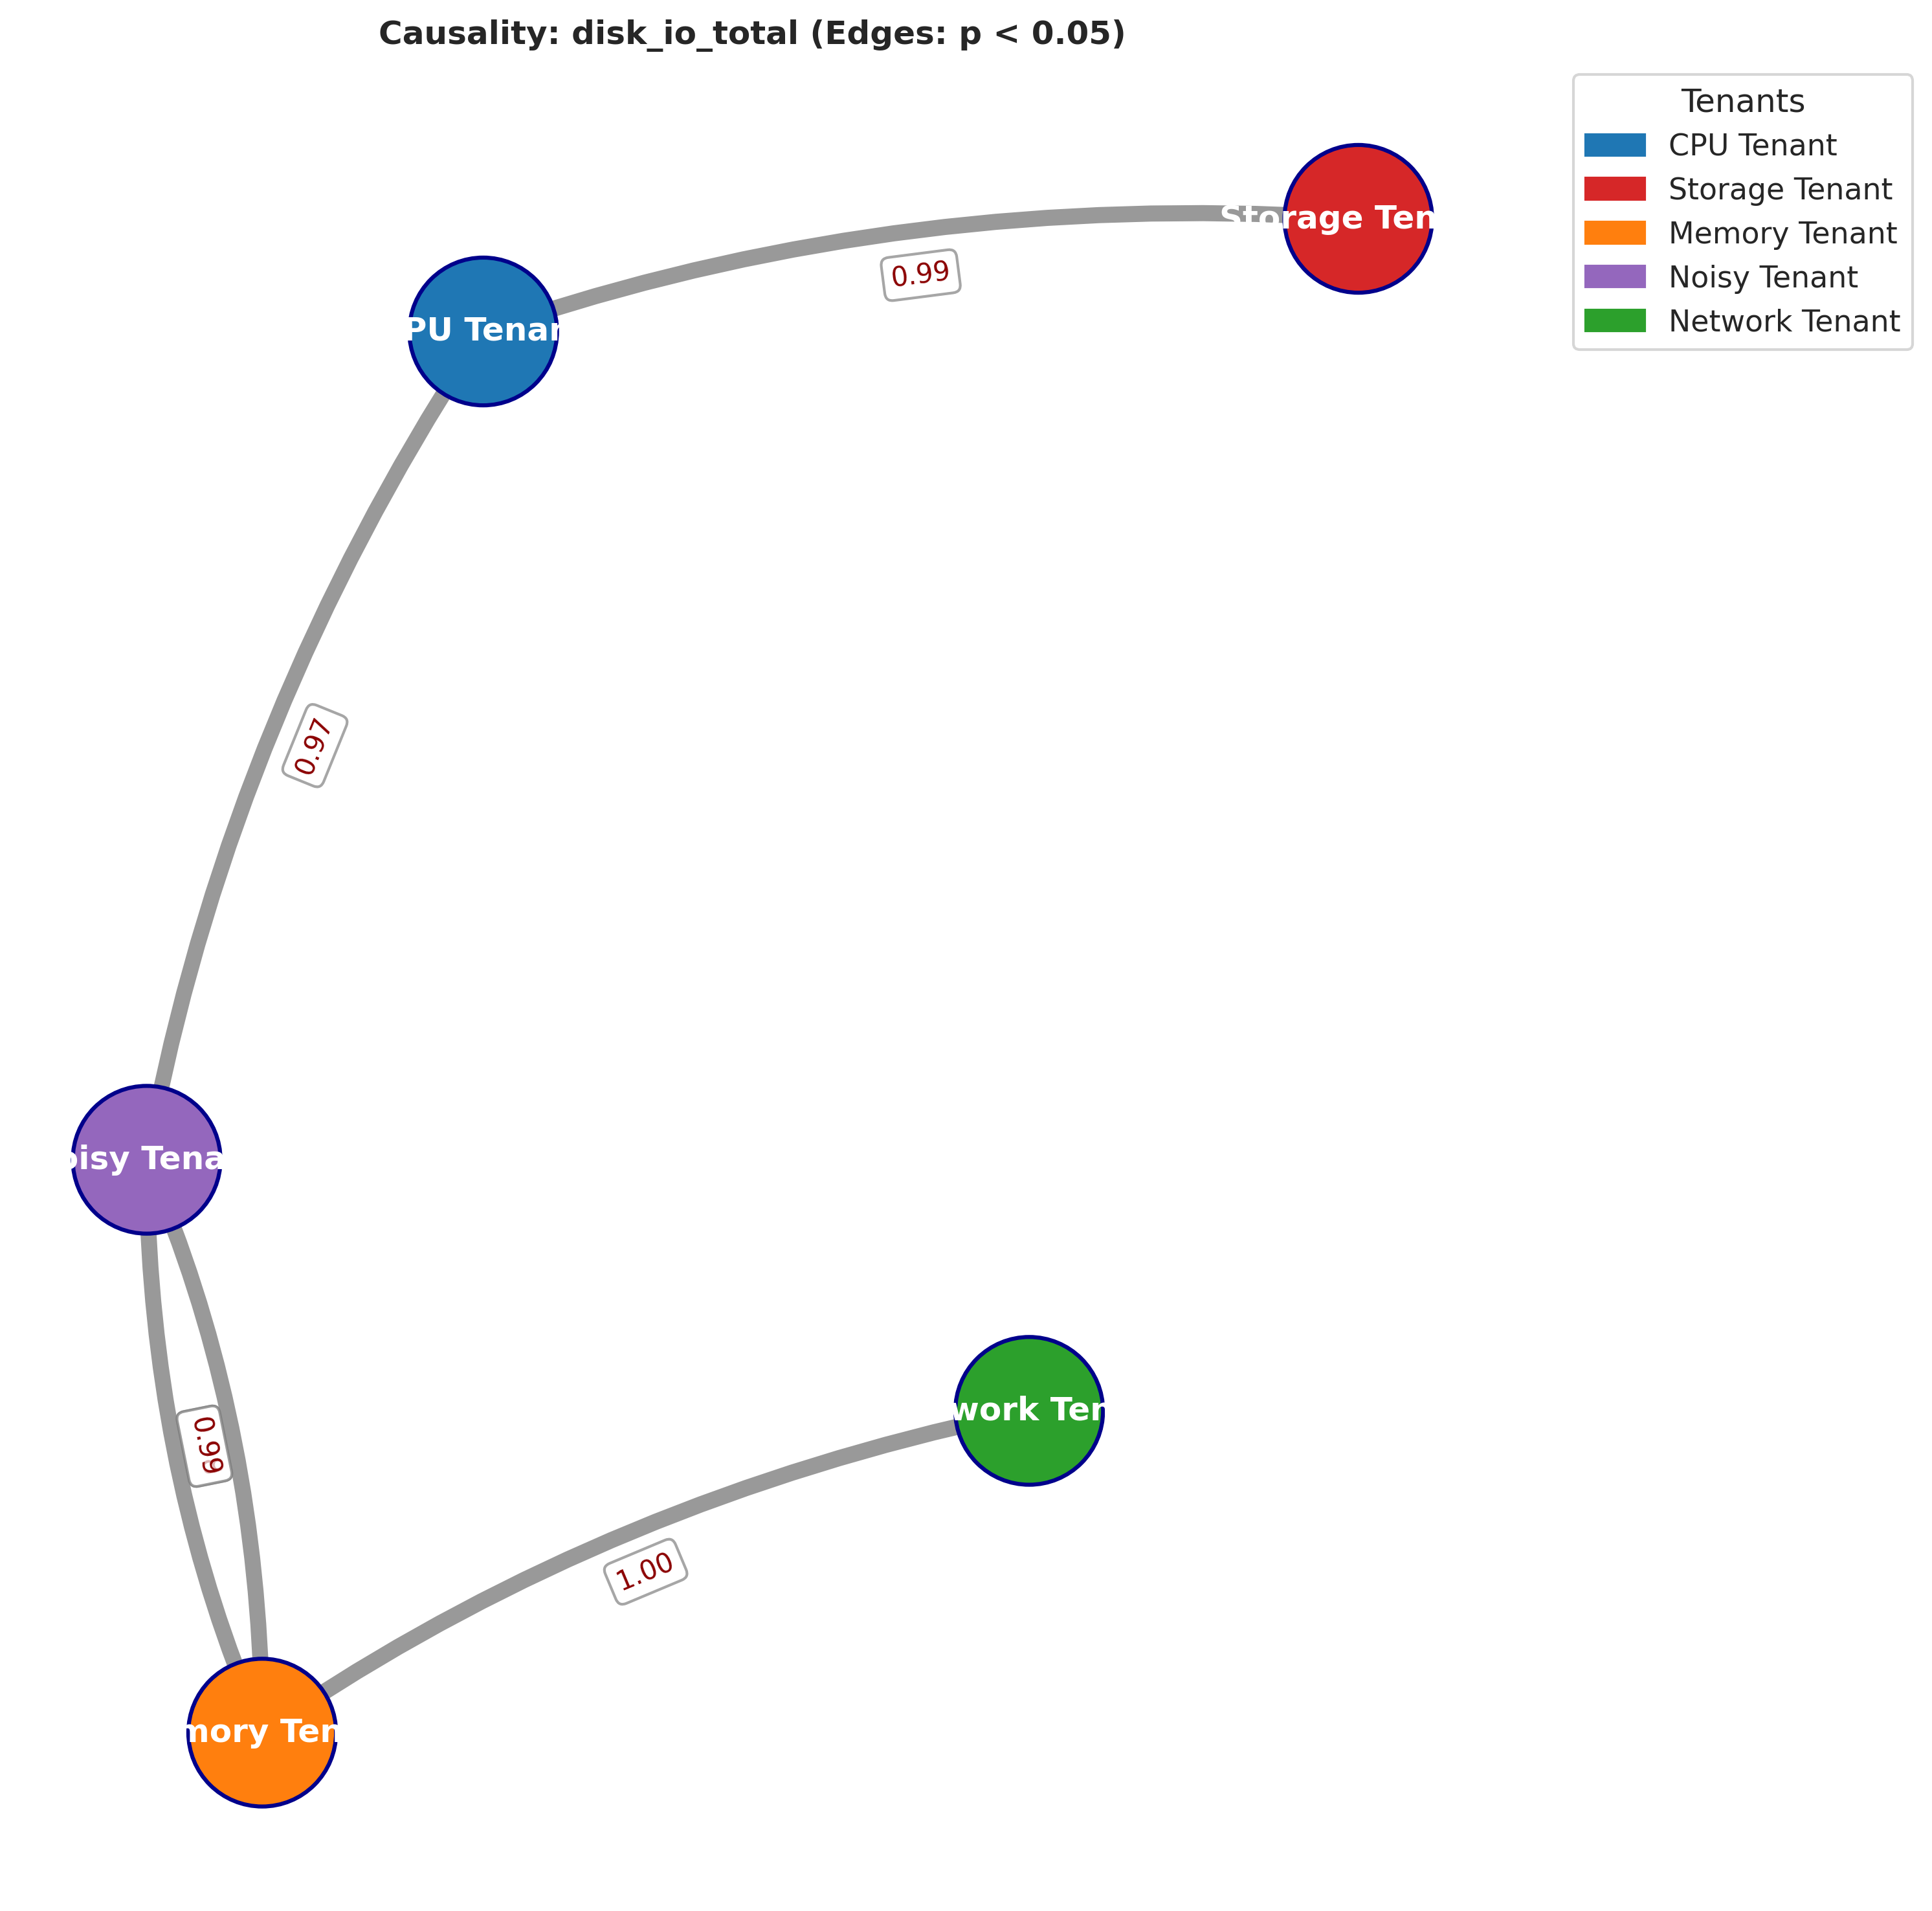 Causality: disk_io_total (Edges: p < 0.05)
Tenants
CPU Tenant
Storage Tenant
Memory Tenant
Noisy Tenant
Network Tenant
Storage Ten
0.99
PU Tenan
0.97
oisy Tena
0.99
work Ten
1.00
mory Ten